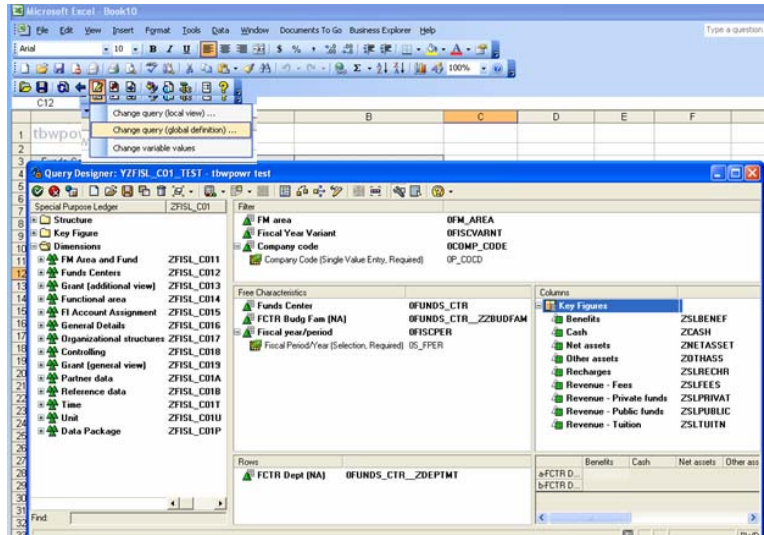 Microsoft Excel - Book10
File Edit View Insert Format Tools Data Window Documents To Go Business Explorer Help Type a question
Arial 10 B I U $ % ,
Σ 100%
C12
Change query (local view) ...
Change query (global definition) ...
Change variable values
B C D E F
1 tbwpow
2
3
4 Query Designer: YZFISL_C01_TEST - tbwpowr test
Special Purpose Ledger ZFISL_C01
Structure
Key Figure
Dimensions
FM Area and Fund ZFISL_C011
Funds Centers ZFISL_C012
Grant (additional view) ZFISL_C013
Functional area ZFISL_C014
FI Account Assignment ZFISL_C015
General Details ZFISL_C016
Organizational structures ZFISL_C017
Controlling ZFISL_C018
Grant (general view) ZFISL_C019
Partner data ZFISL_C01A
Reference data ZFISL_C01B
Time ZFISL_C01T
Unit ZFISL_C01U
Data Package ZFISL_C01P
Find:
Filter
FM area 0FM_AREA
Fiscal Year Variant 0FISCVARNT
Company code 0COMP_CODE
Company Code (Single Value Entry, Required) 0P_COCD
Free Characteristics
Funds Center 0FUNDS_CTR
FCTR Budg Fam (NA) 0FUNDS_CTR__ZZBUDFAM
Fiscal year/period 0FISCPER
Fiscal Period/Year (Selection, Required) 0S_FPER
Columns
Key Figures
Benefits ZSLBENEF
Cash ZCASH
Net assets ZNETASSET
Other assets ZOTHASS
Recharges ZSLRECHR
Revenue - Fees ZSLFEES
Revenue - Private funds ZSLPRIVAT
Revenue - Public funds ZSLPUBLIC
Revenue - Tuition ZSLTUITN
Rows
FCTR Dept (NA) 0FUNDS_CTR__ZDEPTMT
Benefits Cash Net assets Other ass
a-FCTR D...
b-FCTR D...